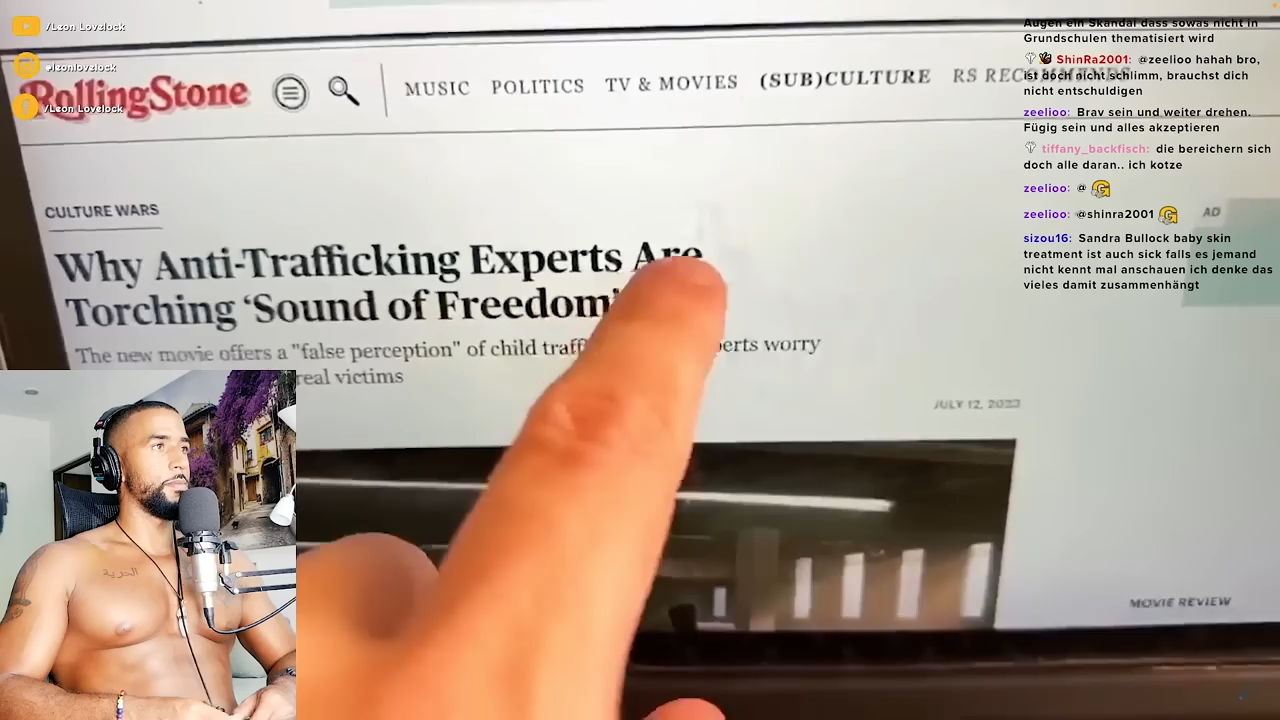 /Leon Lovelock
@leonlovelock
/Leon Lovelock
RollingStone
MUSIC POLITICS TV & MOVIES (SUB)CULTURE RS RECOMMENDS
CULTURE WARS
Why Anti-Trafficking Experts Are
Torching ‘Sound of Freedom’
The new movie offers a "false perception" of child traff perts worry
real victims
JULY 12, 2023
AD
MOVIE REVIEW
Augen ein Skandal dass sowas nicht in
Grundschulen thematisiert wird
ShinRa2001: @zeelioo hahah bro,
ist doch nicht schlimm, brauchst dich
nicht entschuldigen
zeelioo: Brav sein und weiter drehen.
Fügig sein und alles akzeptieren
tiffany_backfisch: die bereichern sich
doch alle daran.. ich kotze
zeelioo: @
zeelioo: @shinra2001
sizou16: Sandra Bullock baby skin
treatment ist auch sick falls es jemand
nicht kennt mal anschauen ich denke das
vieles damit zusammenhängt
الحرية